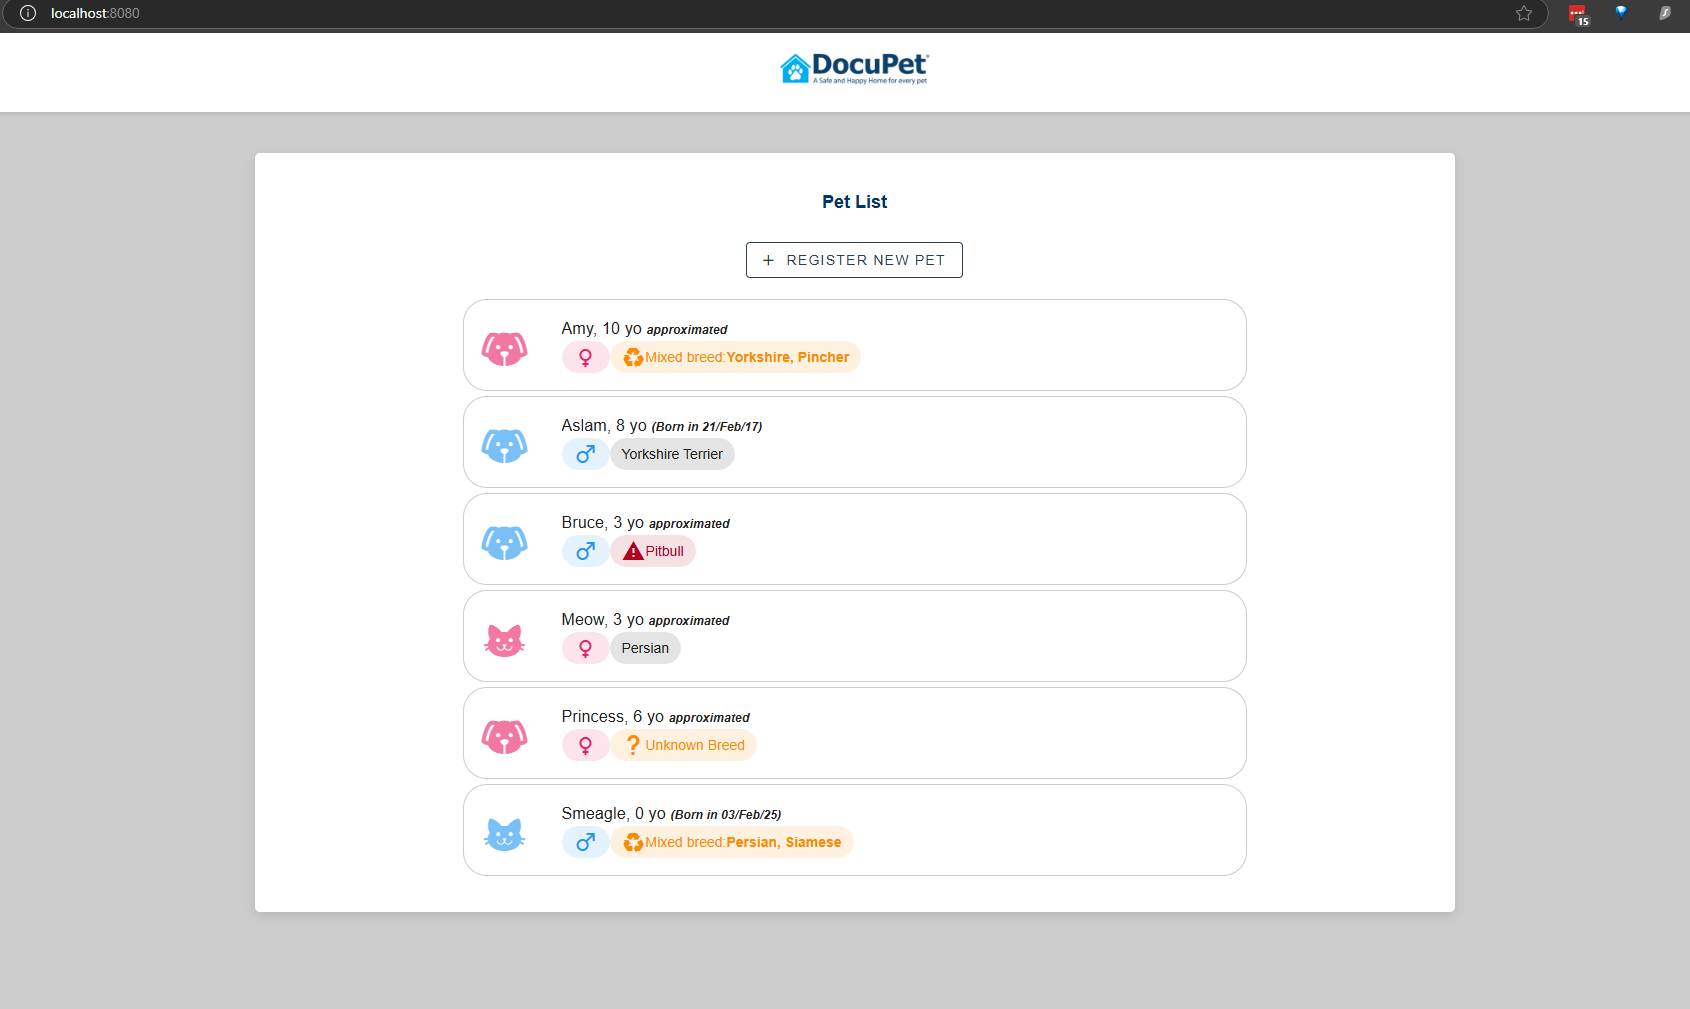 localhost:8080
15
DocuPet
A Safe and Happy Home for every pet
Pet List
+ REGISTER NEW PET
Amy, 10 yo approximated
Mixed breed:Yorkshire, Pincher
Aslam, 8 yo (Born in 21/Feb/17)
Yorkshire Terrier
Bruce, 3 yo approximated
Pitbull
Meow, 3 yo approximated
Persian
Princess, 6 yo approximated
? Unknown Breed
Smeagle, 0 yo (Born in 03/Feb/25)
Mixed breed:Persian, Siamese